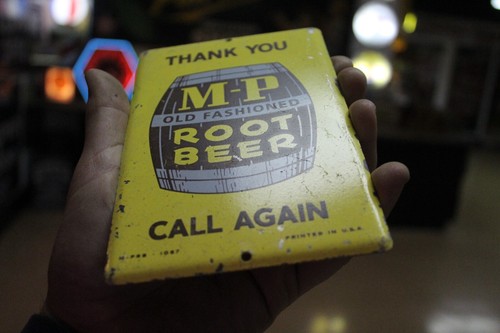 THANK YOU
M-P
OLD FASHIONED
ROOT
BEER
CALL AGAIN
PRINTED IN U.S.A.